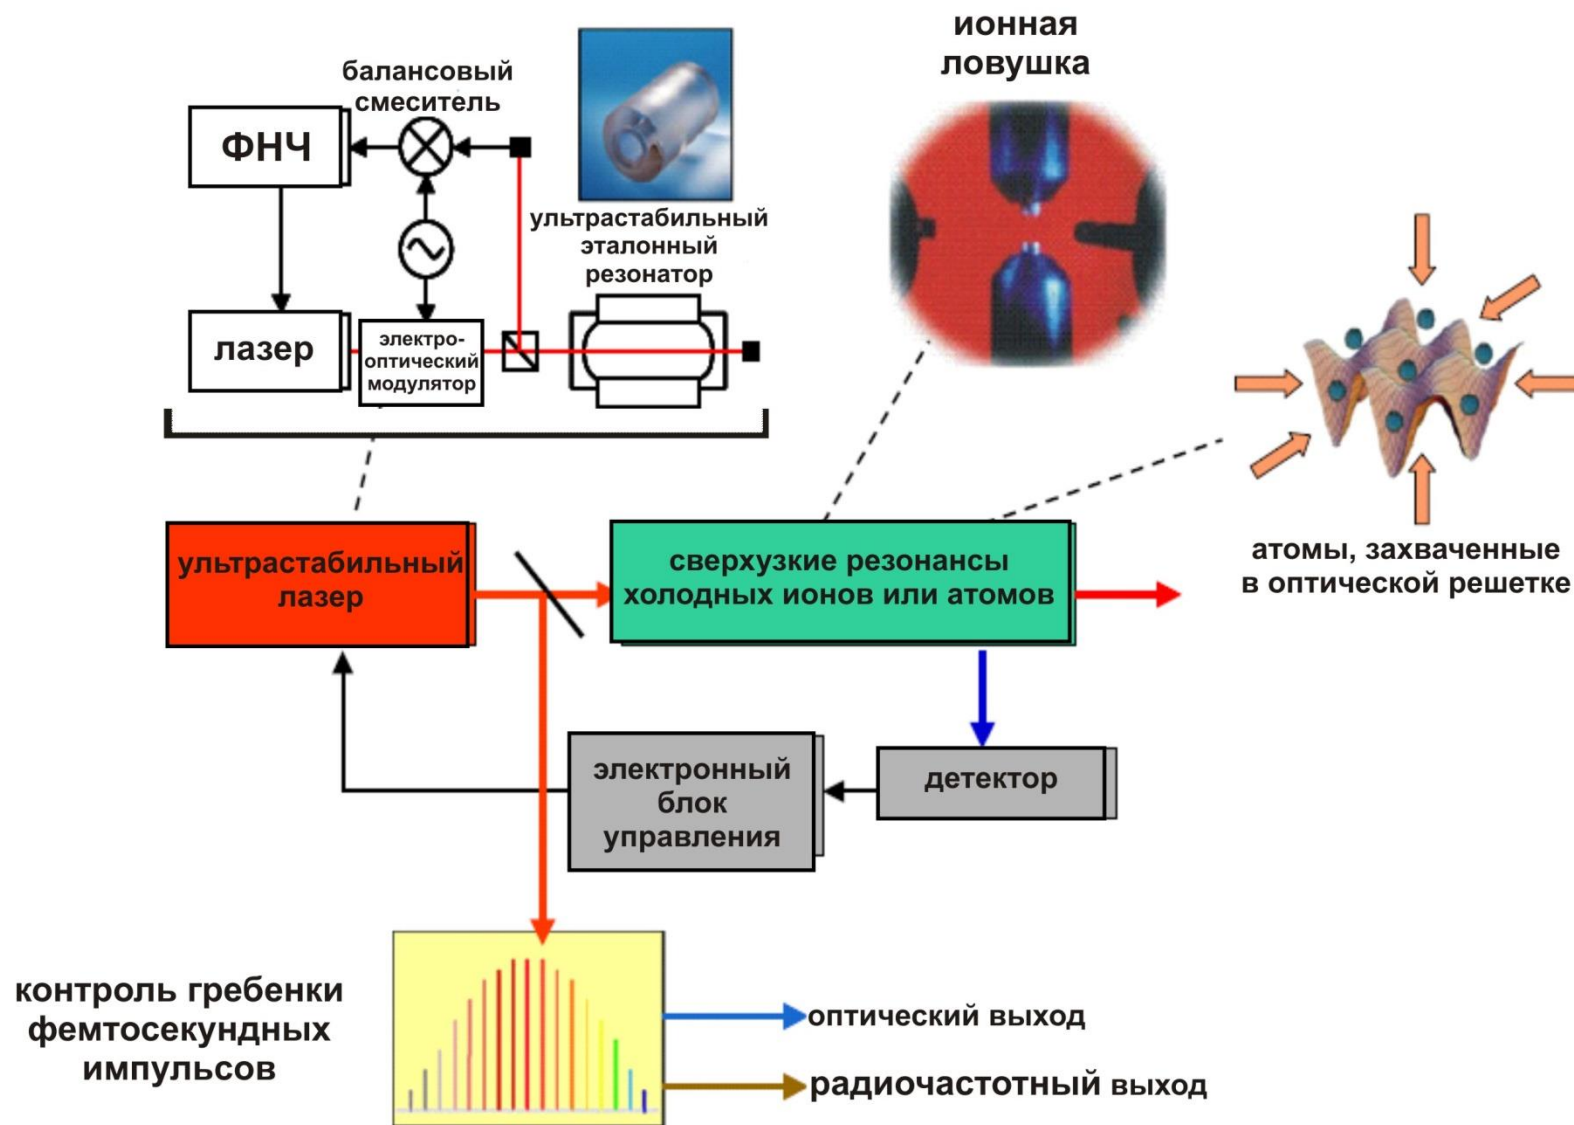 ионная
ловушка
балансовый
смеситель
ФНЧ
ультрастабильный
эталонный
резонатор
лазер
электро-
оптический
модулятор
атомы, захваченные
в оптической решетке
ультрастабильный
лазер
сверхузкие резонансы
холодных ионов или атомов
электронный
блок
управления
детектор
контроль гребенки
фемтосекундных
импульсов
оптический выход
радиочастотный выход